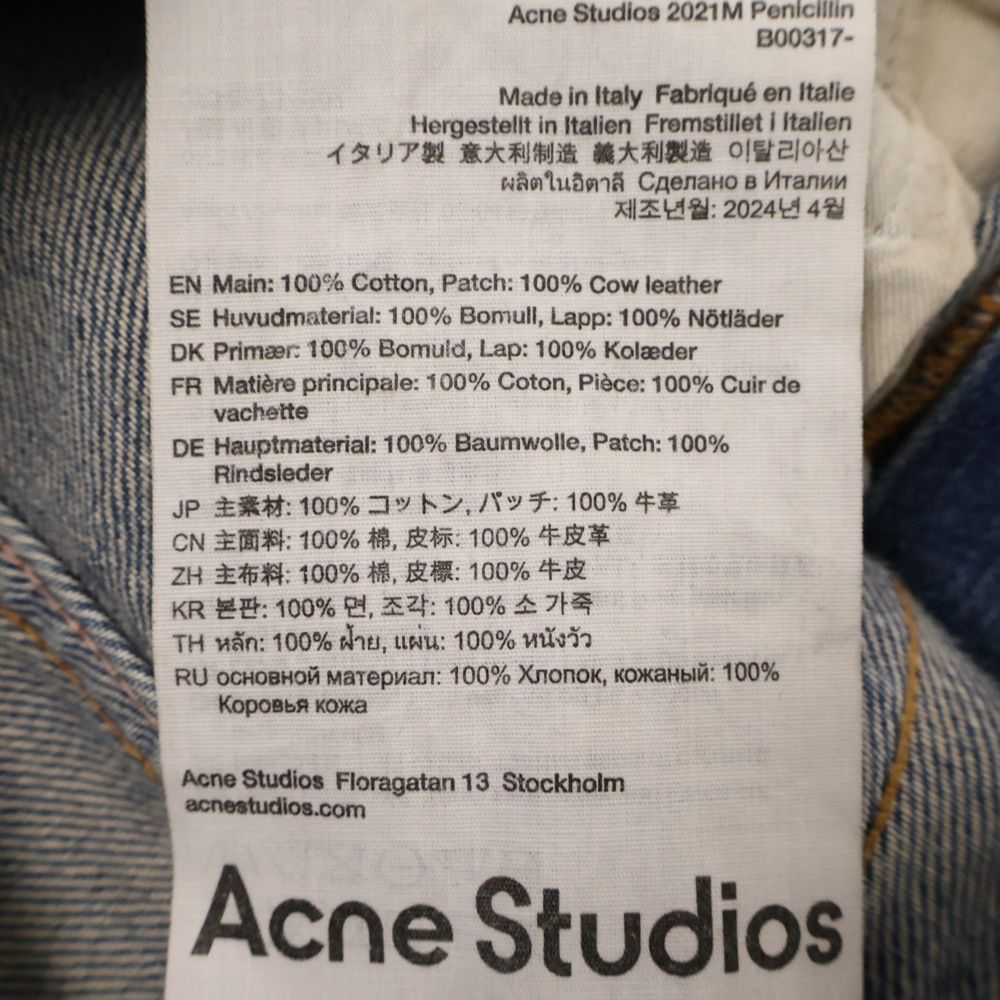 Acne Studios 2021M Penicillin
B00317-
Made in Italy Fabriqué en Italie
Hergestellt in Italien Fremstillet i Italien
イタリア製 意大利制造 義大利製造 이탈리아산
ผลิตในอิตาลี Сделано в Италии
제조년월: 2024년 4월
EN Main: 100% Cotton, Patch: 100% Cow leather
SE Huvudmaterial: 100% Bomull, Lapp: 100% Nötläder
DK Primær: 100% Bomuld, Lap: 100% Kolæder
FR Matière principale: 100% Coton, Pièce: 100% Cuir de
vachette
DE Hauptmaterial: 100% Baumwolle, Patch: 100%
Rindsleder
JP 主素材: 100% コットン, パッチ: 100% 牛革
CN 主面料: 100% 棉, 皮标: 100% 牛皮革
ZH 主布料: 100% 棉, 皮標: 100% 牛皮
KR 본판: 100% 면, 조각: 100% 소 가죽
TH หลัก: 100% ฝ้าย, แผ่น: 100% หนังวัว
RU основной материал: 100% Хлопок, кожаный: 100%
Коровья кожа
Acne Studios Floragatan 13 Stockholm
acnestudios.com
Acne Studios